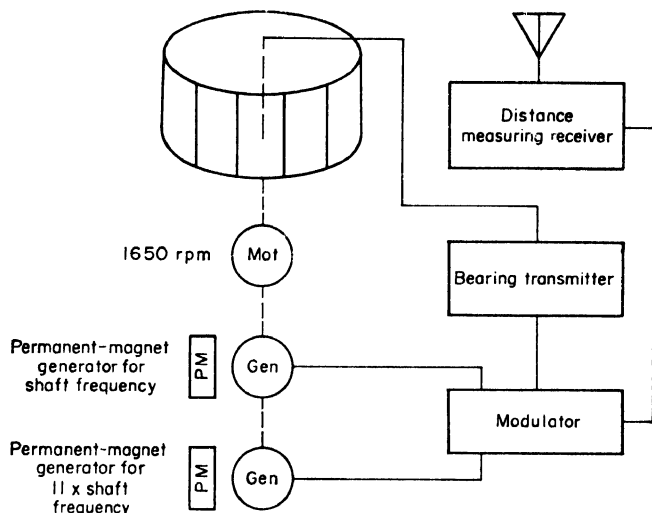 Distance
measuring receiver
1650 rpm
Mot
Bearing transmitter
Permanent-magnet
generator for
shaft frequency
PM
Gen
Modulator
Permanent-magnet
generator for
11 x shaft
frequency
PM
Gen